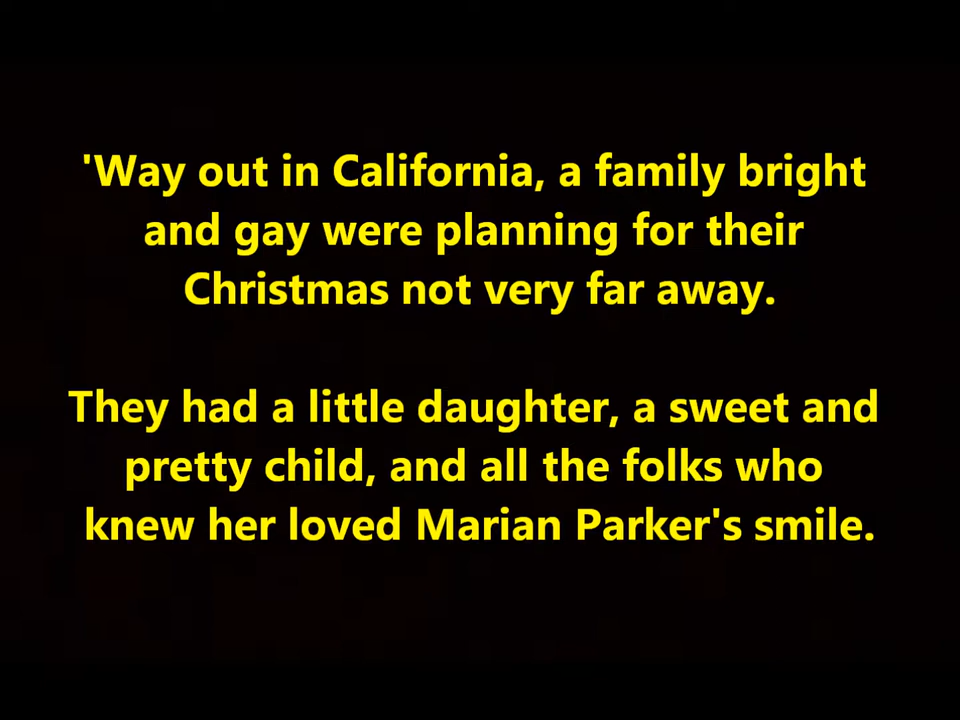 'Way out in California, a family bright
and gay were planning for their
Christmas not very far away.
They had a little daughter, a sweet and
pretty child, and all the folks who
knew her loved Marian Parker's smile.